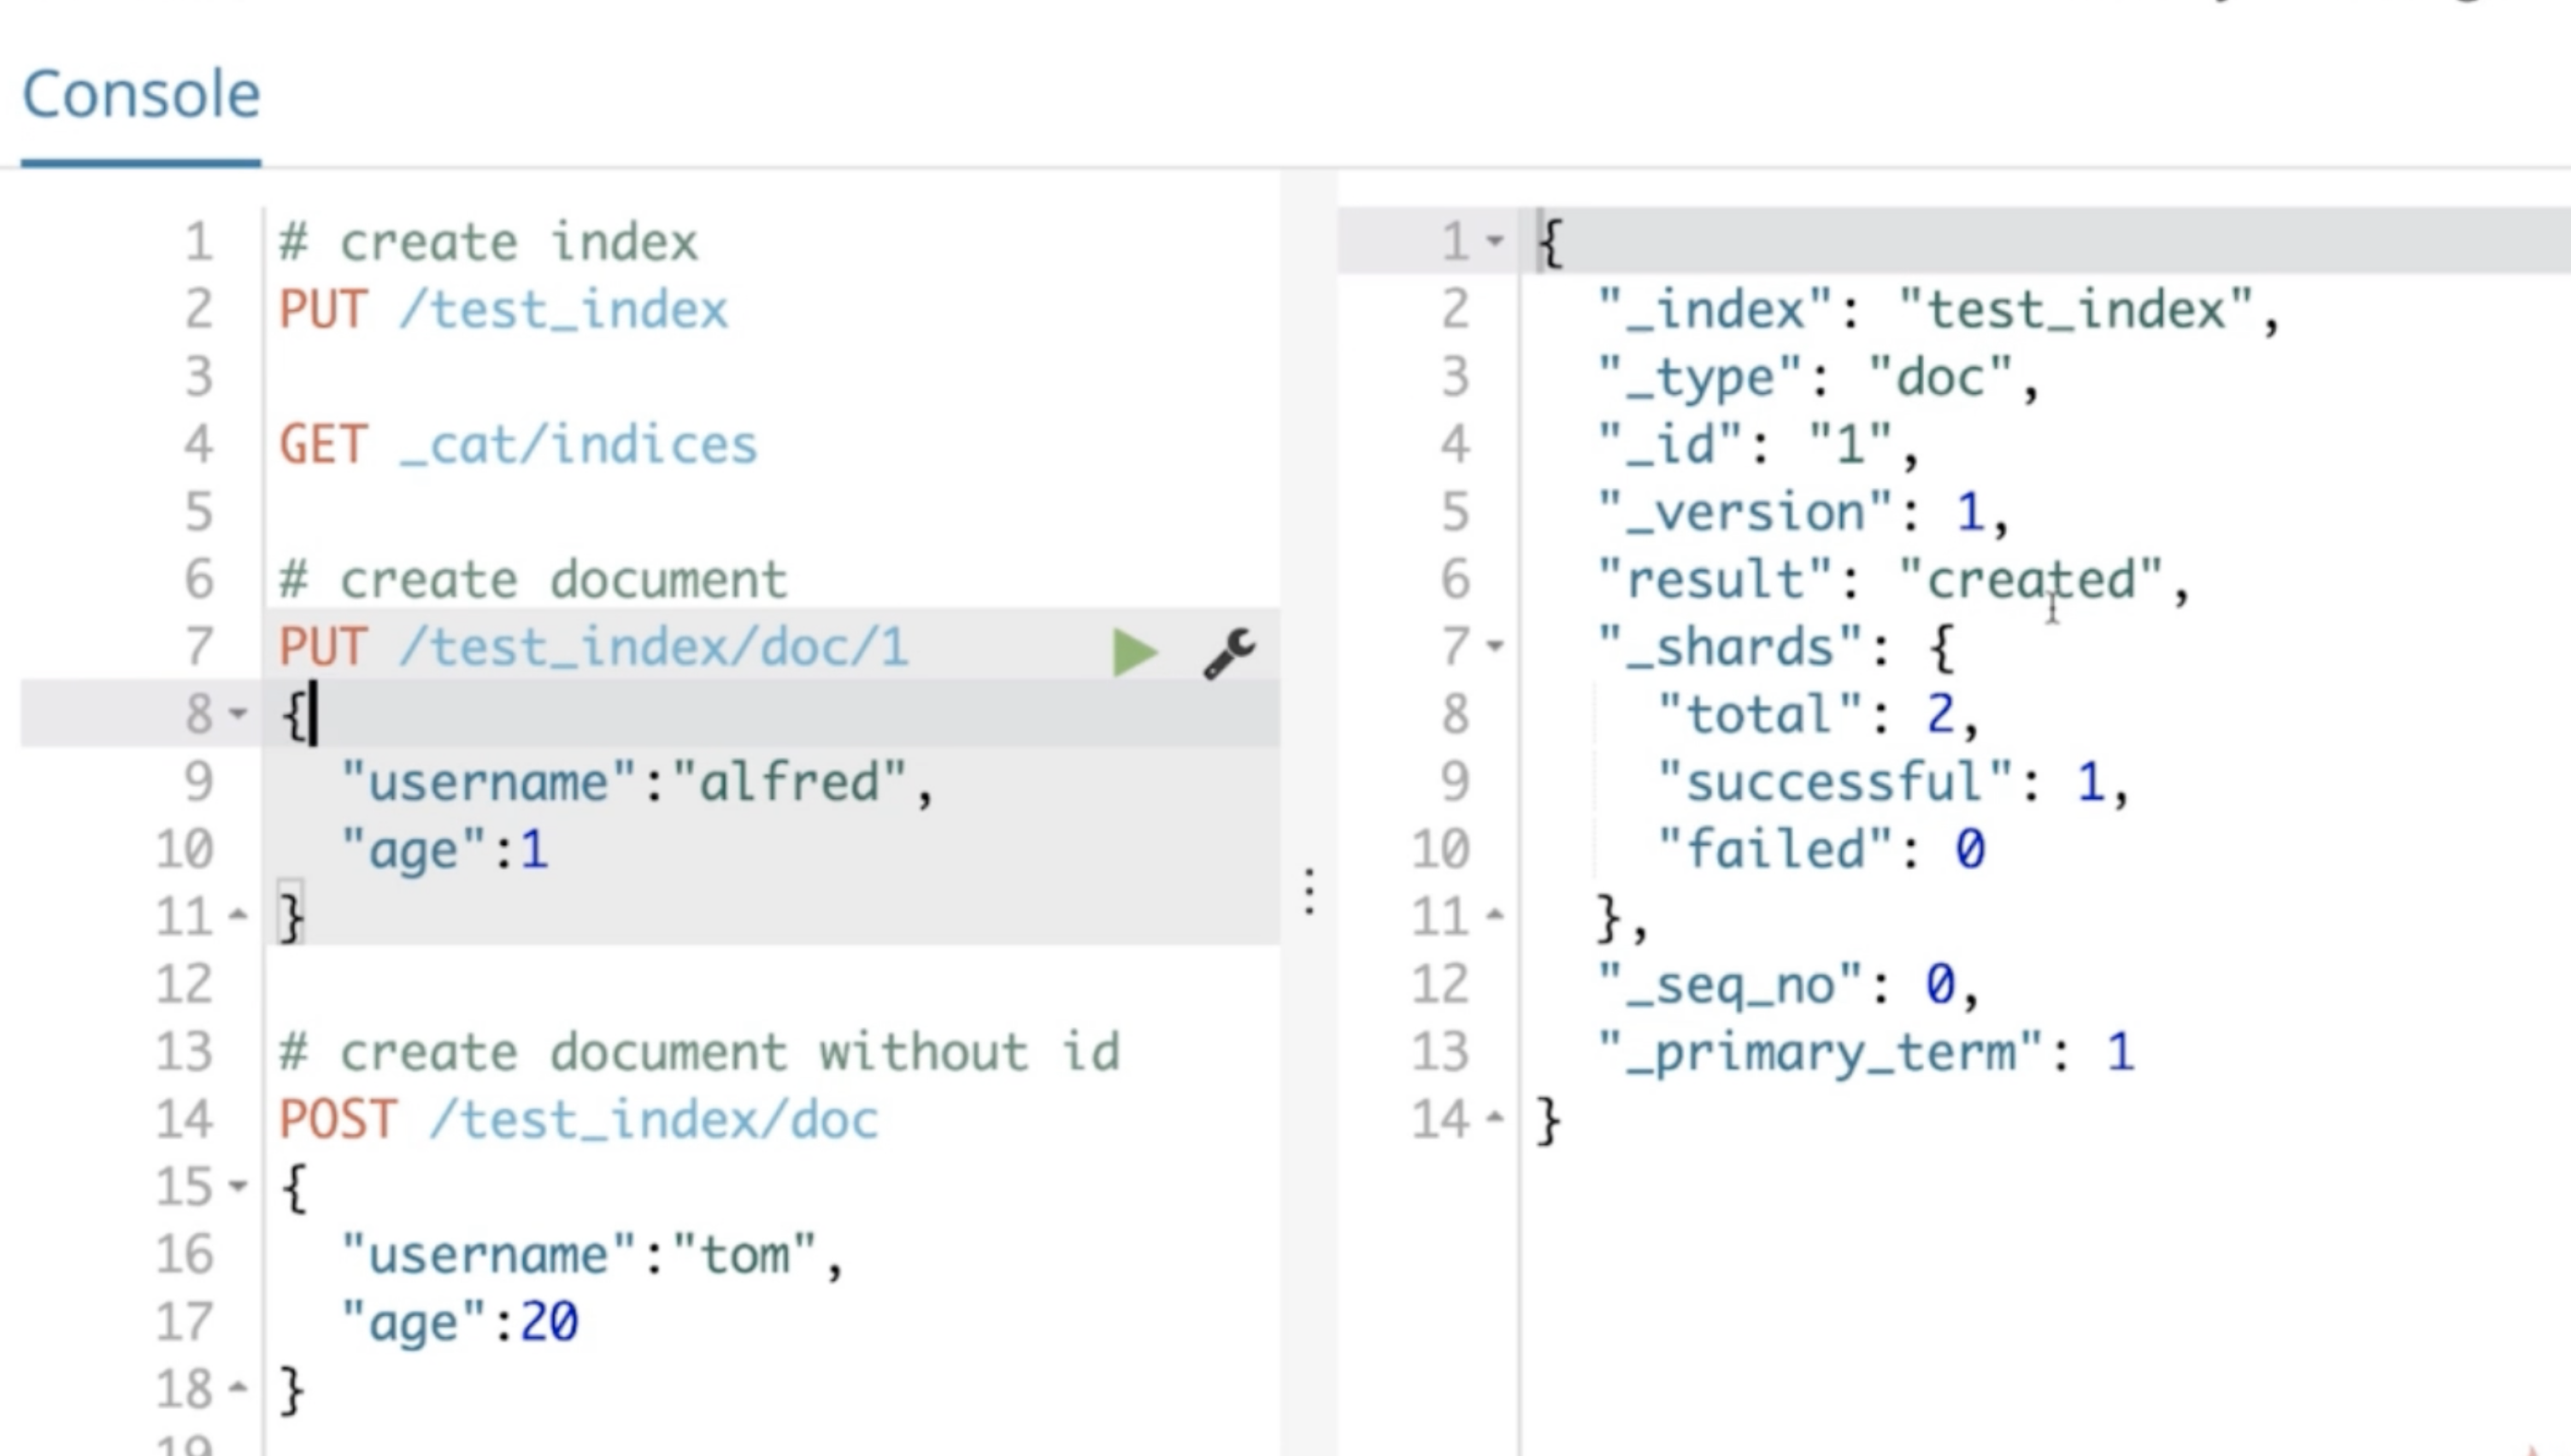 Console
1 # create index
2 PUT /test_index
3
4 GET _cat/indices
5
6 # create document
7 PUT /test_index/doc/1
8 {
9 "username":"alfred",
10 "age":1
11 }
12
13 # create document without id
14 POST /test_index/doc
15 {
16 "username":"tom",
17 "age":20
18 }
19
1 {
2 "_index": "test_index",
3 "_type": "doc",
4 "_id": "1",
5 "_version": 1,
6 "result": "created",
7 "_shards": {
8 "total": 2,
9 "successful": 1,
10 "failed": 0
11 },
12 "_seq_no": 0,
13 "_primary_term": 1
14 }